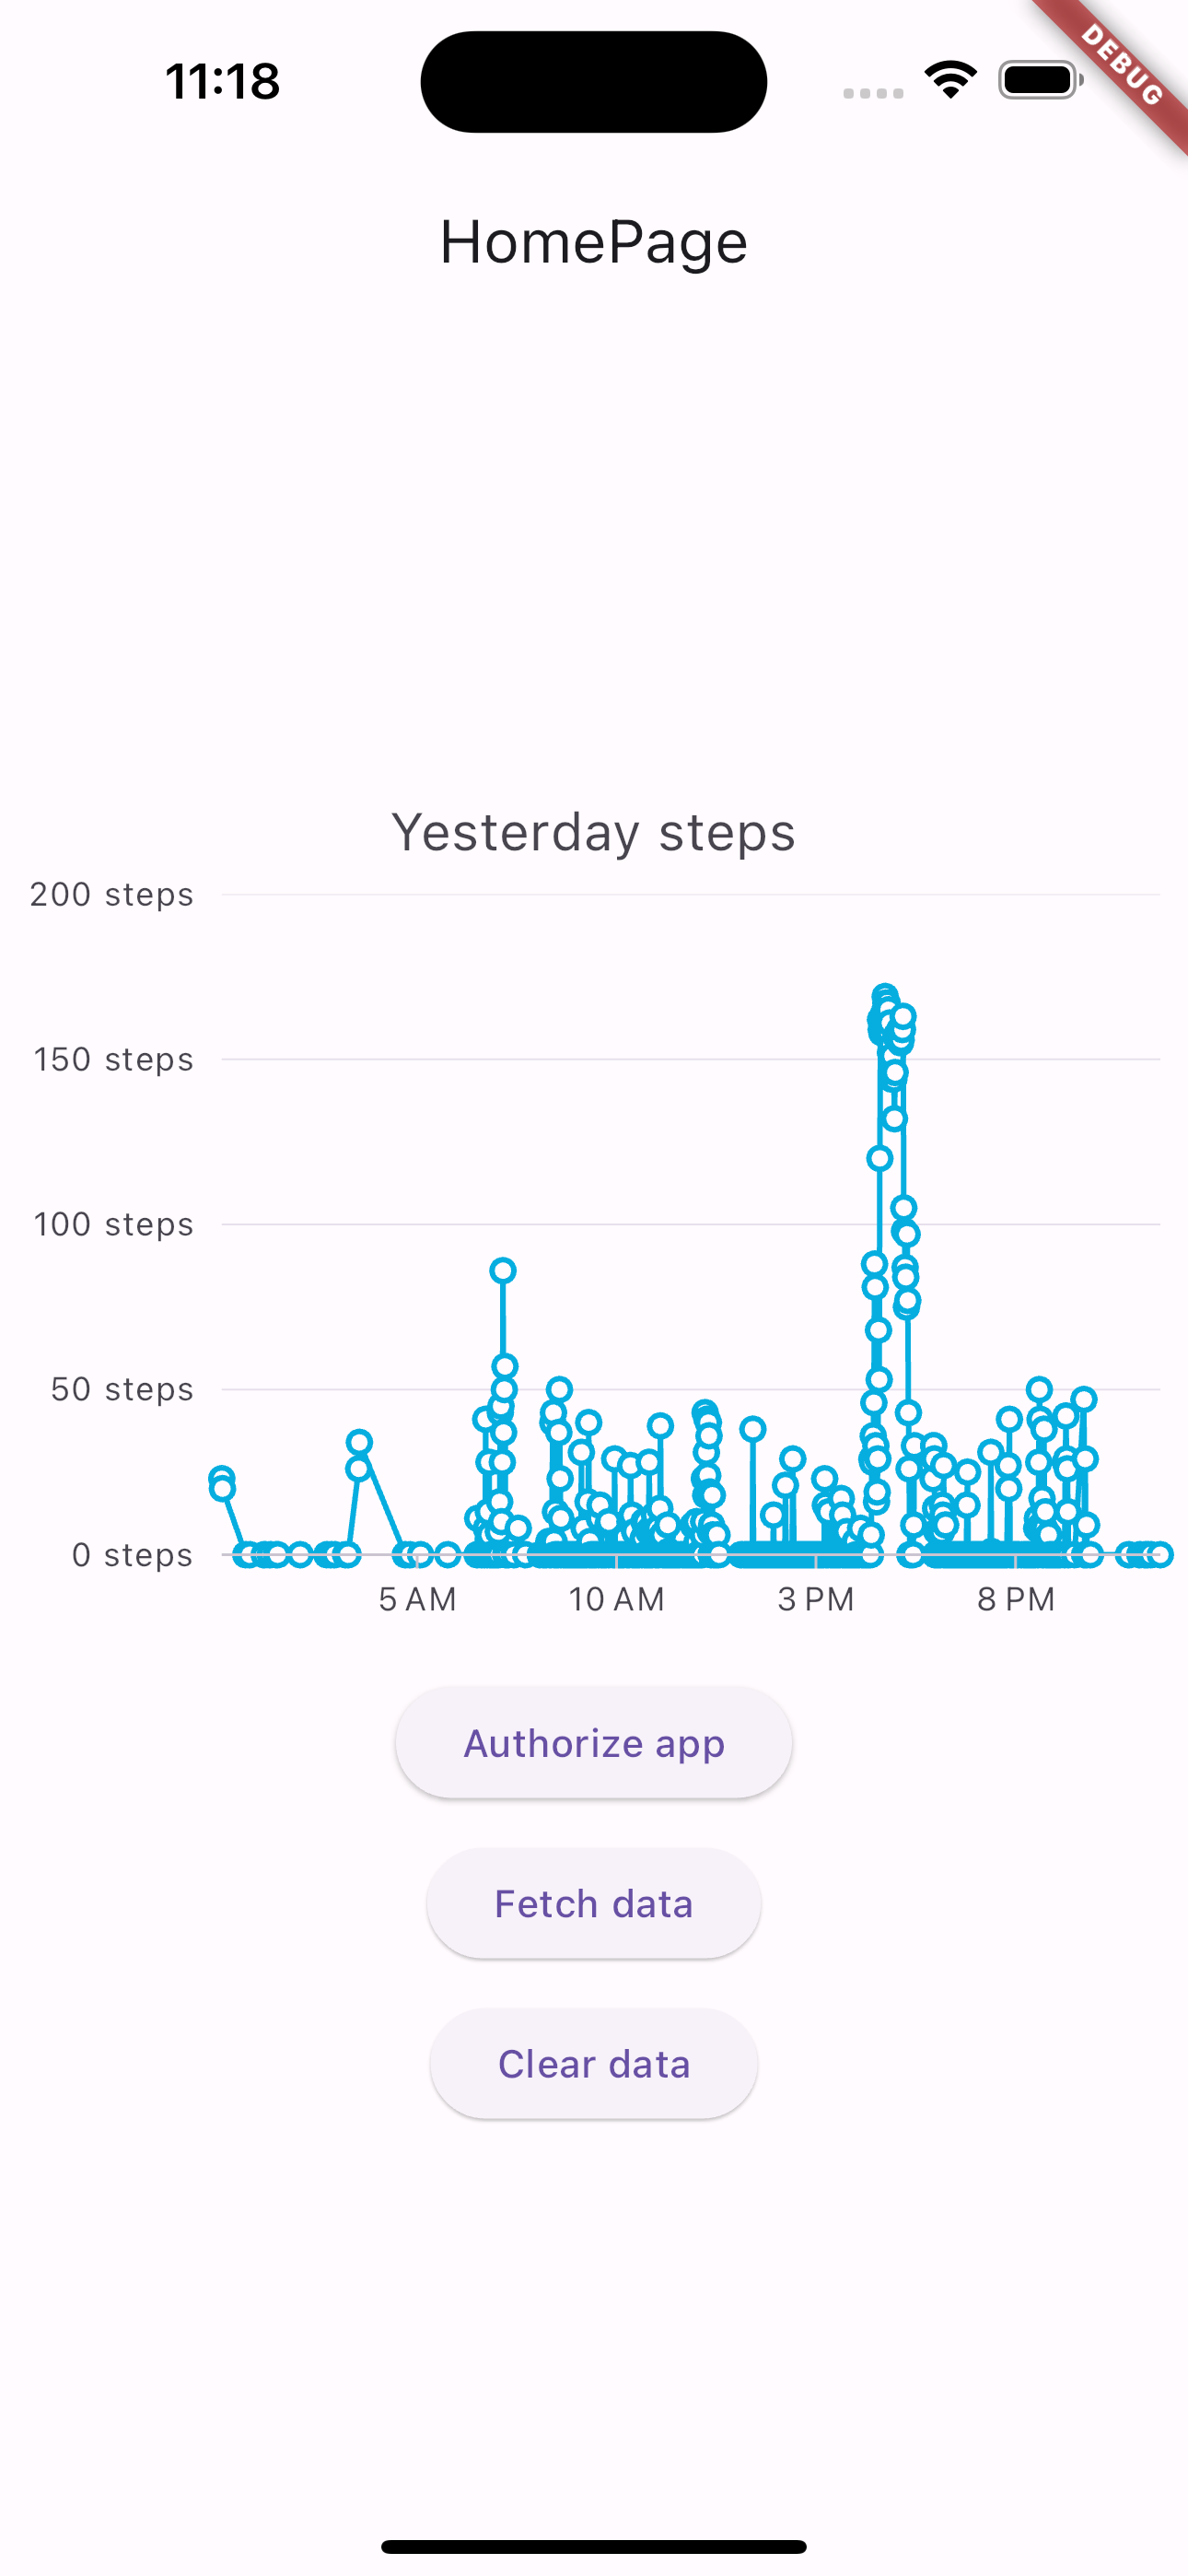 11:18
DEBUG
HomePage
Yesterday steps
200 steps
150 steps
100 steps
50 steps
0 steps
5 AM 10 AM 3 PM 8 PM
Authorize app
Fetch data
Clear data